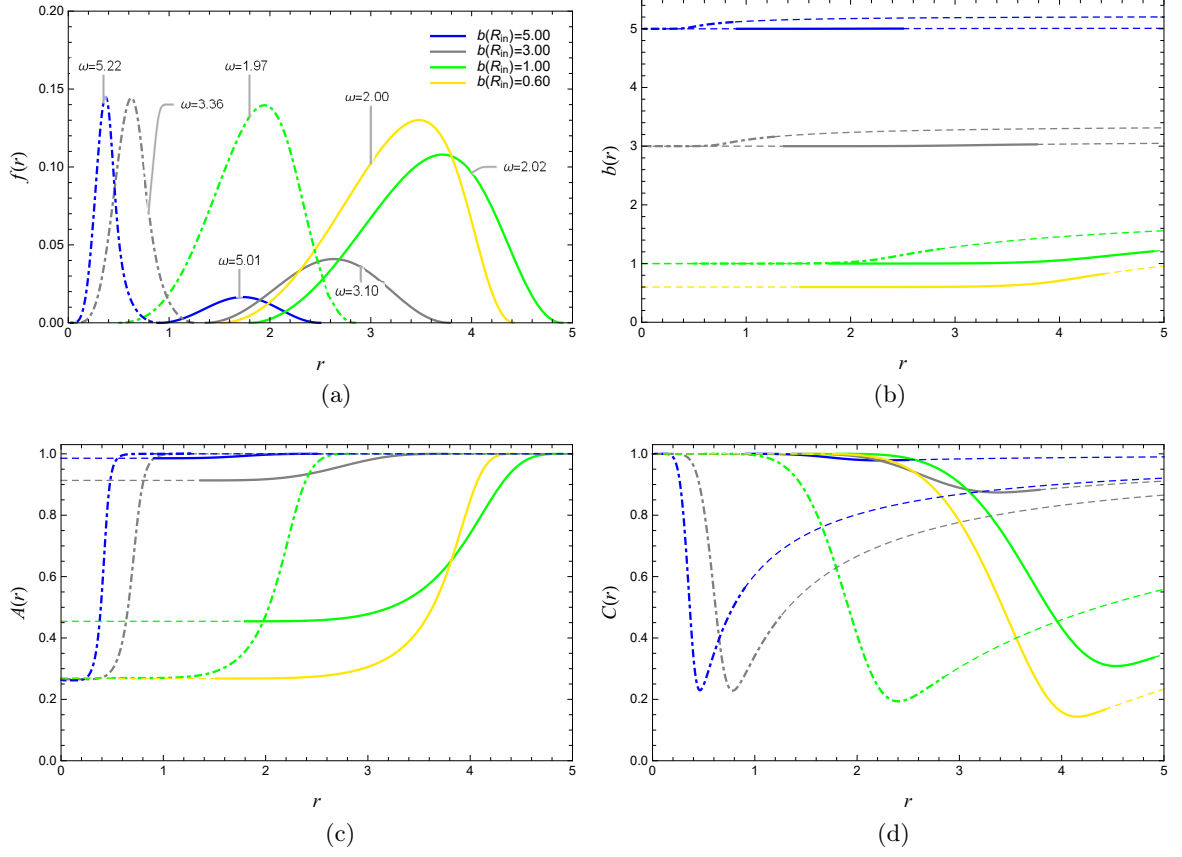 0.20
0.15
0.10
0.05
0.00
f(r)
0 1 2 3 4 5
r
ω=5.22
ω=3.36
ω=1.97
ω=2.00
ω=2.02
ω=5.01
ω=3.10
b(Rin)=5.00
b(Rin)=3.00
b(Rin)=1.00
b(Rin)=0.60
(a)
5
4
3
2
1
0
b(r)
0 1 2 3 4 5
r
(b)
1.0
0.8
0.6
0.4
0.2
0.0
A(r)
0 1 2 3 4 5
r
(c)
1.0
0.8
0.6
0.4
0.2
0.0
C(r)
0 1 2 3 4 5
r
(d)